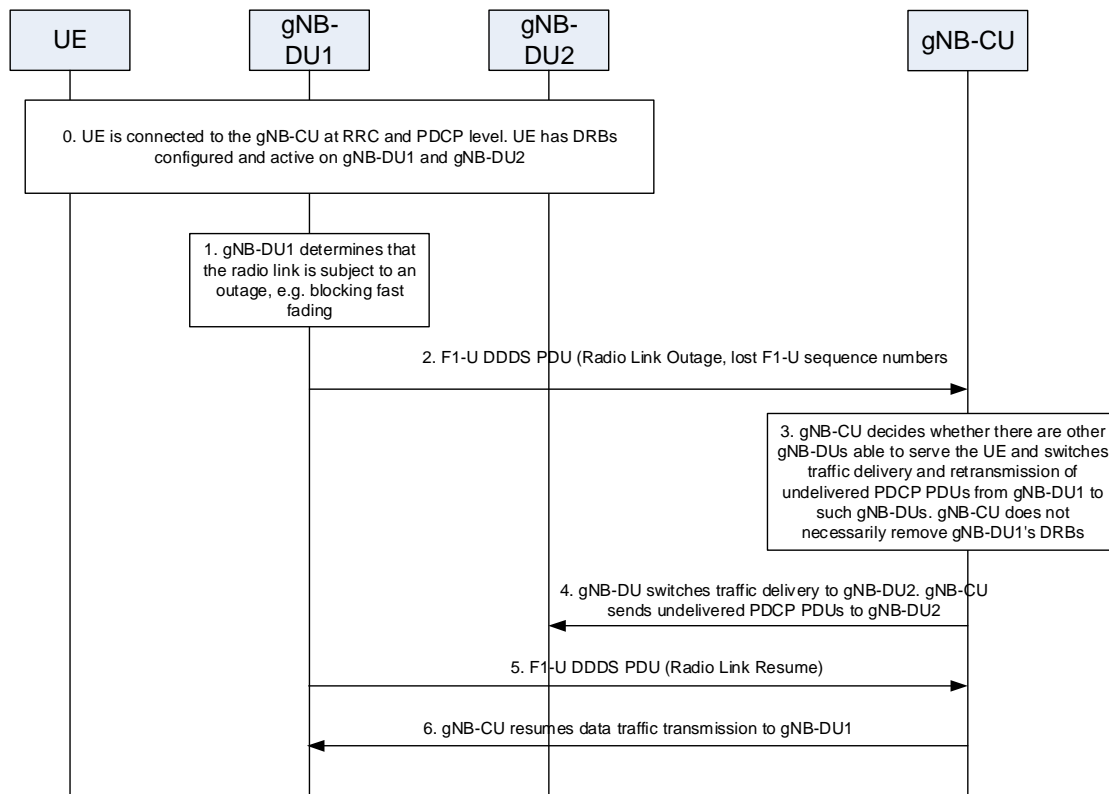 UE
gNB-
DU1
gNB-
DU2
gNB-CU
0. UE is connected to the gNB-CU at RRC and PDCP level. UE has DRBs
configured and active on gNB-DU1 and gNB-DU2
1. gNB-DU1 determines that
the radio link is subject to an
outage, e.g. blocking fast
fading
2. F1-U DDDS PDU (Radio Link Outage, lost F1-U sequence numbers
3. gNB-CU decides whether there are other
gNB-DUs able to serve the UE and switches
traffic delivery and retransmission of
undelivered PDCP PDUs from gNB-DU1 to
such gNB-DUs. gNB-CU does not
necessarily remove gNB-DU1's DRBs
4. gNB-DU switches traffic delivery to gNB-DU2. gNB-CU
sends undelivered PDCP PDUs to gNB-DU2
5. F1-U DDDS PDU (Radio Link Resume)
6. gNB-CU resumes data traffic transmission to gNB-DU1